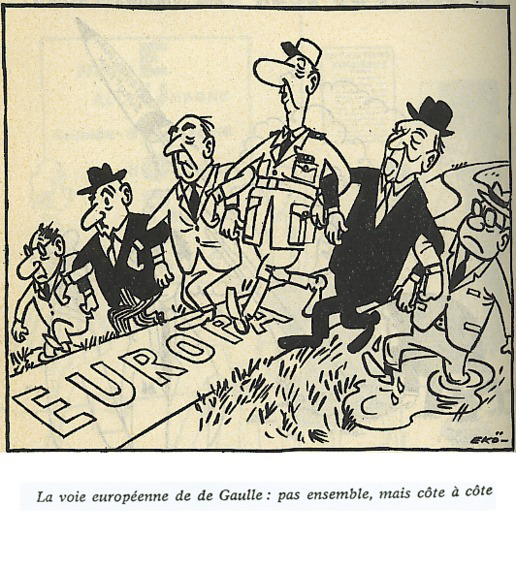 EUROPA
EKÖ-
La voie européenne de de Gaulle : pas ensemble, mais côte à côte